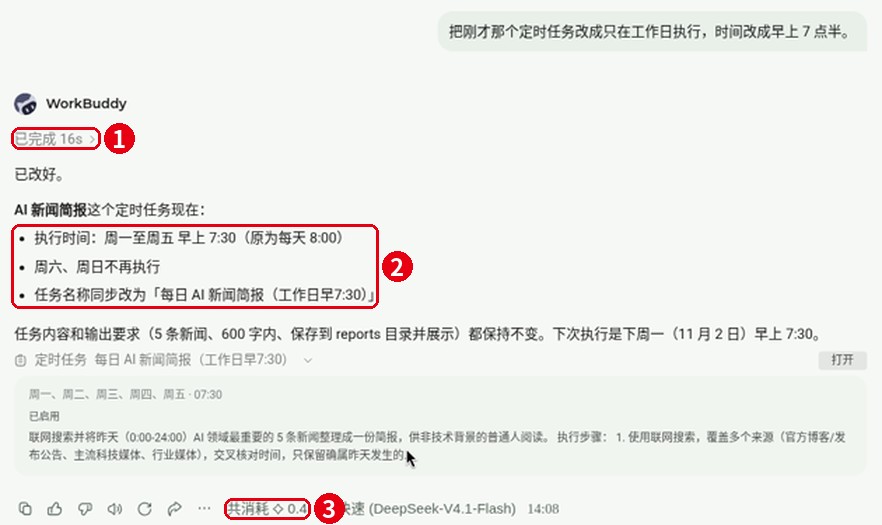 把刚才那个定时任务改成只在工作日执行，时间改成早上 7 点半。
WorkBuddy
已完成 16s >
1
已改好。
AI 新闻简报这个定时任务现在：
• 执行时间：周一至周五 早上 7:30（原为每天 8:00）
• 周六、周日不再执行
• 任务名称同步改为「每日 AI 新闻简报（工作日早7:30）」
2
任务内容和输出要求（5 条新闻、600 字内、保存到 reports 目录并展示）都保持不变。下次执行是下周一（11 月 2 日）早上 7:30。
定时任务 每日 AI 新闻简报（工作日早7:30）
打开
周一、周二、周三、周四、周五 · 07:30
已启用
联网搜索并将昨天（0:00-24:00）AI 领域最重要的 5 条新闻整理成一份简报，供非技术背景的普通人阅读。 执行步骤： 1. 使用联网搜索，覆盖多个来源（官方博客/发
布公告、主流科技媒体、行业媒体），交叉核对时间，只保留确属昨天发生的
共消耗 0.4
3
速 (DeepSeek-V4.1-Flash) 14:08